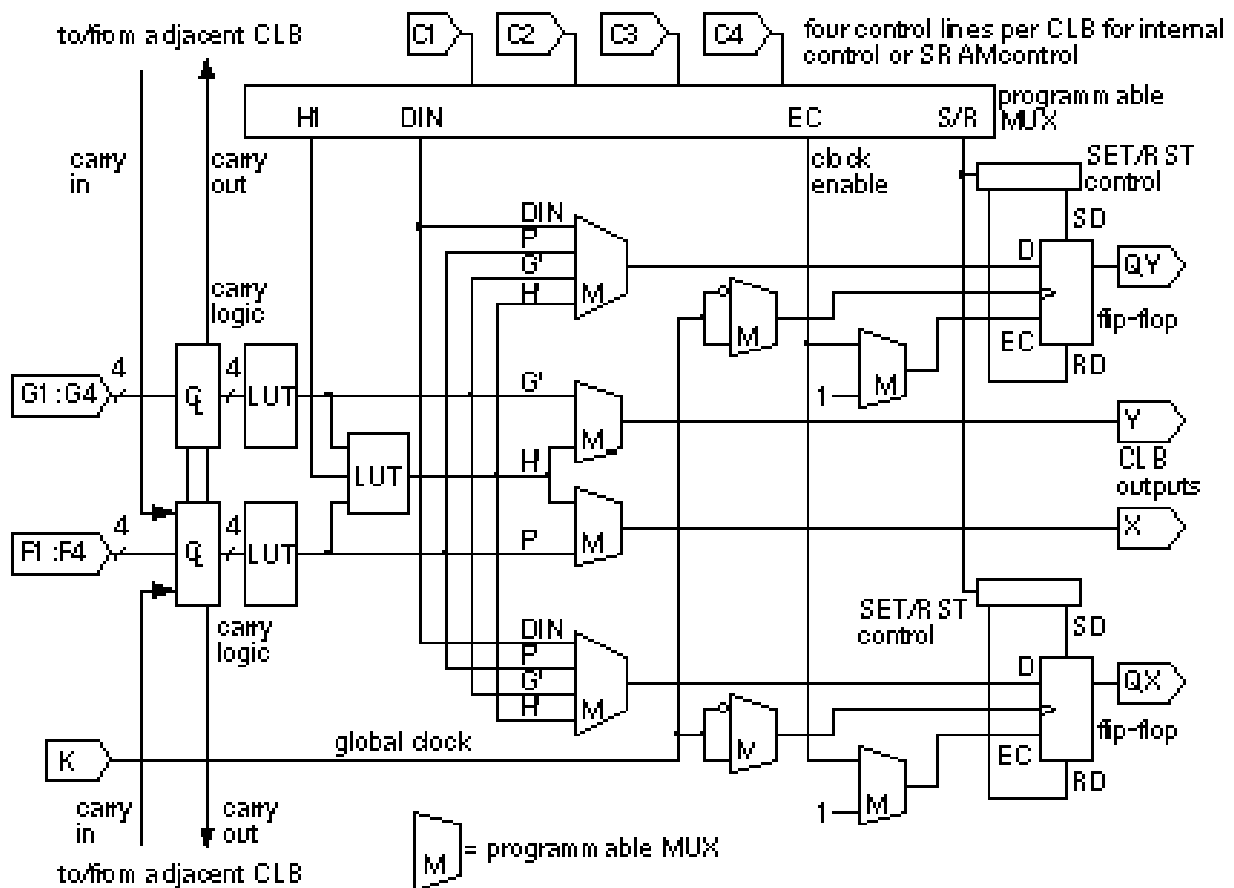 to/from adjacent CLB
C1
C2
C3
C4
four control lines per CLB for internal
control or SRAM control
programmable
MUX
H1
DIN
EC
S/R
carry
in
carry
out
clock
enable
SET/RST
control
SD
DIN
F'
G'
H'
M
D
QY
carry
logic
M
flip-flop
EC
RD
M
1
4
4
G1:G4
CL
LUT
G'
M
Y
CLB
outputs
LUT
H'
4
4
F1:F4
CL
LUT
F'
M
X
carry
logic
SET/RST
control
SD
DIN
F'
G'
H'
M
D
QX
flip-flop
M
EC
RD
K
global clock
M
1
carry
in
carry
out
M
= programmable MUX
to/from adjacent CLB